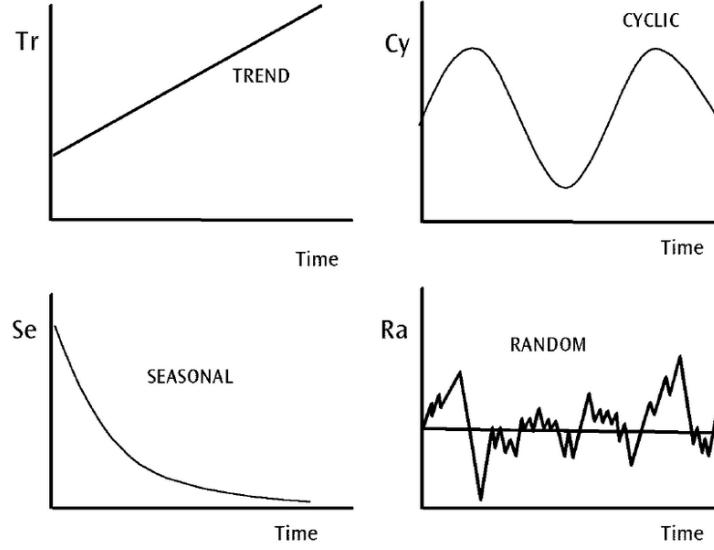 Tr
TREND
Time
Cy
CYCLIC
Time
Se
SEASONAL
Time
Ra
RANDOM
Time